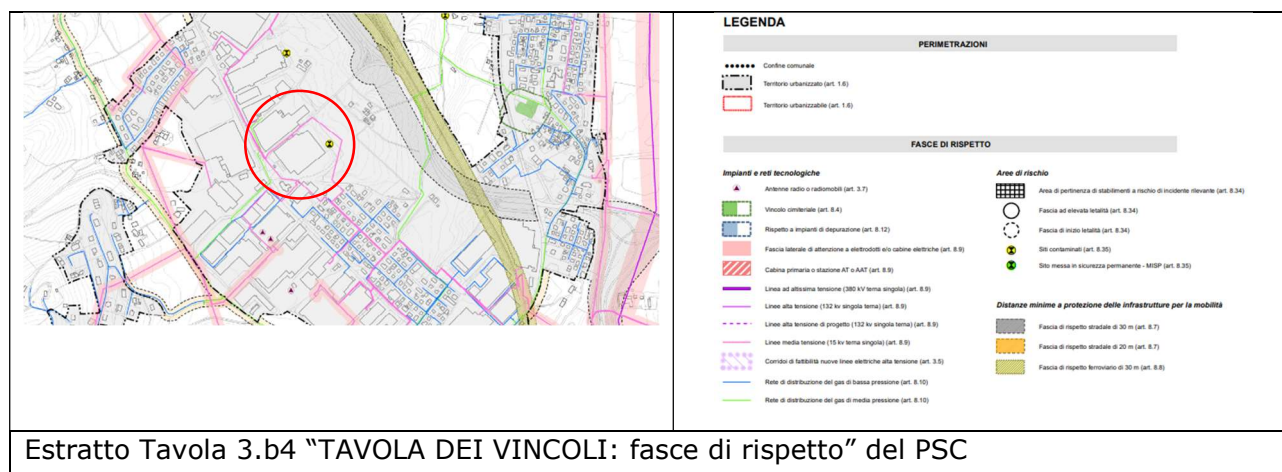 LEGENDA
PERIMETRAZIONI
Confine comunale
Territorio urbanizzato (art. 1.6)
Territorio urbanizzabile (art. 1.6)
FASCE DI RISPETTO
Impianti e reti tecnologiche
Antenne radio o radiomobili (art. 3.7)
Vincolo cimiteriale (art. 8.4)
Rispetto a impianti di depurazione (art. 8.12)
Fascia laterale di attenzione a elettrodotti e/o cabine elettriche (art. 8.9)
Cabina primaria o stazione AT o AAT (art. 8.9)
Linea ad altissima tensione (380 kV terna singola) (art. 8.9)
Linee alta tensione (132 kv singola terna) (art. 8.9)
Linee alta tensione di progetto (132 kv singola terna) (art. 8.9)
Linee media tensione (15 kv terna singola) (art. 8.9)
Corridoi di fattibilità nuove linee elettriche alta tensione (art. 3.5)
Rete di distribuzione del gas di bassa pressione (art. 8.10)
Rete di distribuzione del gas di media pressione (art. 8.10)
Aree di rischio
Area di pertinenza di stabilimenti a rischio di incidente rilevante (art. 8.34)
Fascia ad elevata letalità (art. 8.34)
Fascia di inizio letalità (art. 8.34)
Siti contaminati (art. 8.35)
Sito messa in sicurezza permanente - MISP (art. 8.35)
Distanze minime a protezione delle infrastrutture per la mobilità
Fascia di rispetto stradale di 30 m (art. 8.7)
Fascia di rispetto stradale di 20 m (art. 8.7)
Fascia di rispetto ferroviario di 30 m (art. 8.8)
Estratto Tavola 3.b4 “TAVOLA DEI VINCOLI: fasce di rispetto” del PSC